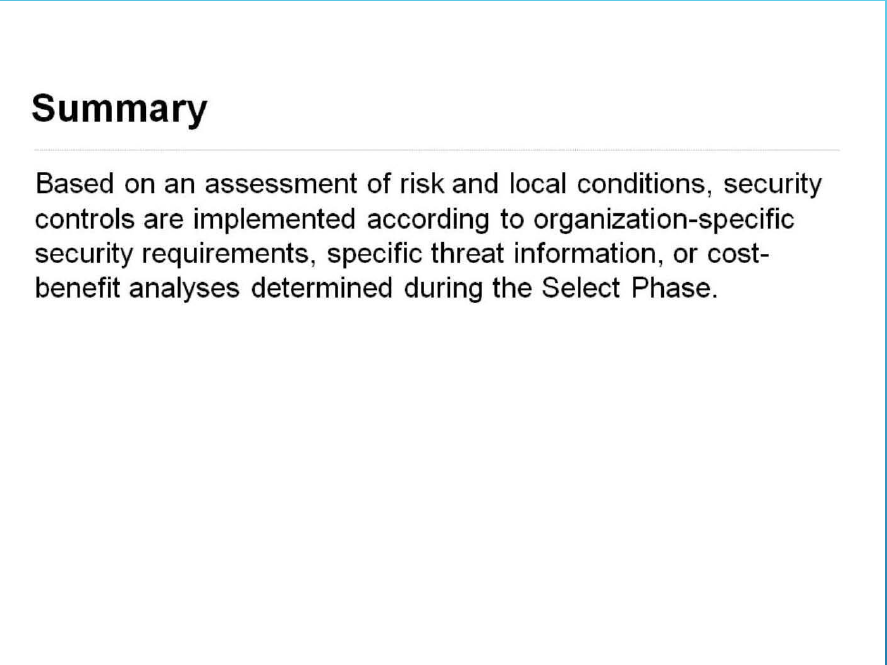 Summary
Based on an assessment of risk and local conditions, security
controls are implemented according to organization-specific
security requirements, specific threat information, or cost-
benefit analyses determined during the Select Phase.